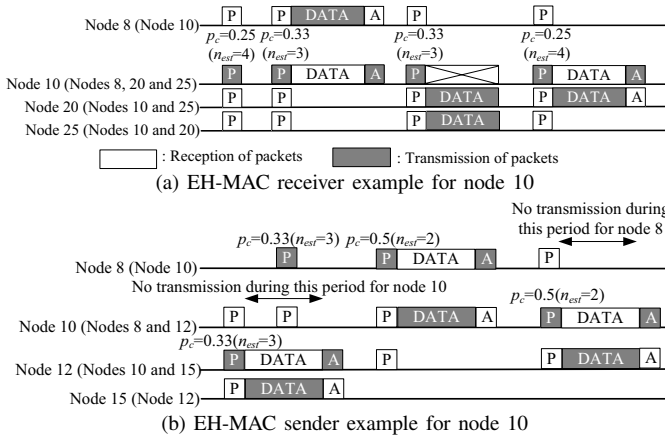 P DATA A P P
Node 8 (Node 10)
p_c=0.25 p_c=0.33 p_c=0.33 p_c=0.25
(n_est=4) (n_est=3) (n_est=3) (n_est=4)
P P DATA A P P DATA A
Node 10 (Nodes 8, 20 and 25)
P P P DATA P DATA A
Node 20 (Nodes 10 and 25)
P P P DATA P
Node 25 (Nodes 10 and 20)
: Reception of packets : Transmission of packets
(a) EH-MAC receiver example for node 10
No transmission during
this period for node 8
p_c=0.33(n_est=3) p_c=0.5(n_est=2)
P P DATA A P
Node 8 (Node 10)
No transmission during this period for node 10
p_c=0.5(n_est=2)
P P P DATA A P DATA A
Node 10 (Nodes 8 and 12)
p_c=0.33(n_est=3)
P DATA A P P DATA A
Node 12 (Nodes 10 and 15)
P DATA A
Node 15 (Node 12)
(b) EH-MAC sender example for node 10